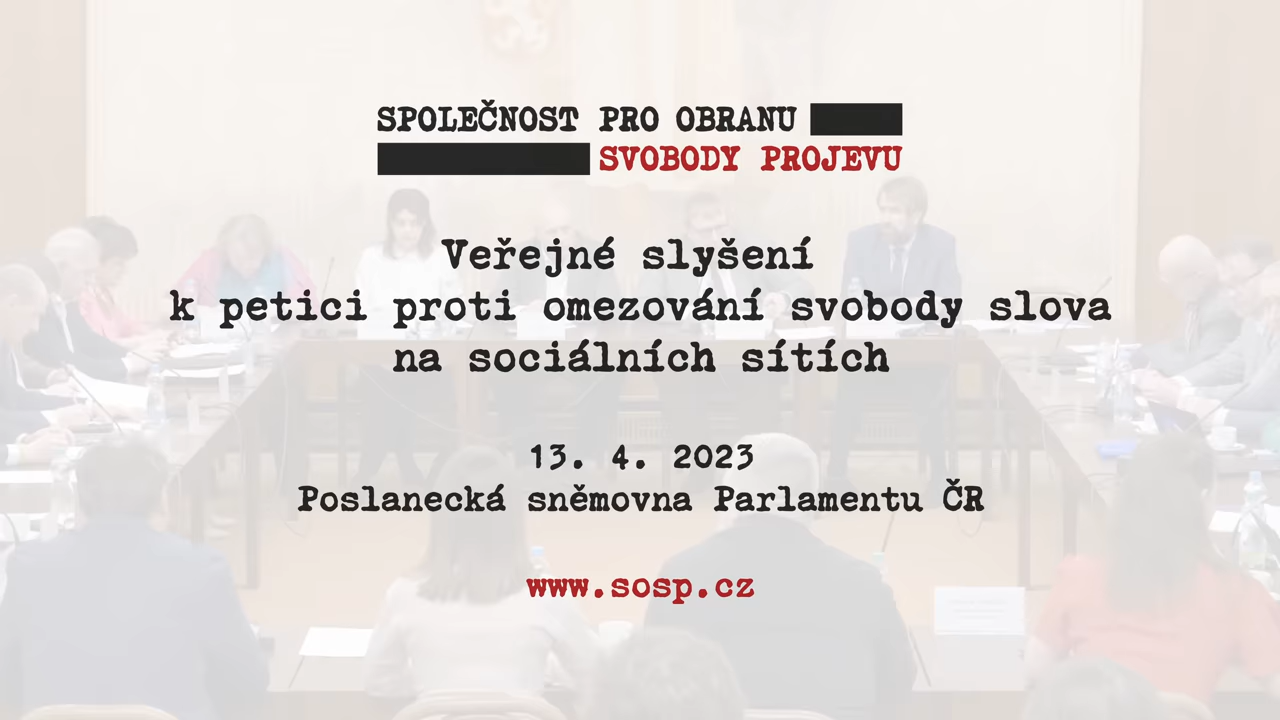 SPOLEČNOST PRO OBRANU
SVOBODY PROJEVU
Veřejné slyšení
k petici proti omezování svobody slova
na sociálních sítích
13. 4. 2023
Poslanecká sněmovna Parlamentu ČR
www.sosp.cz